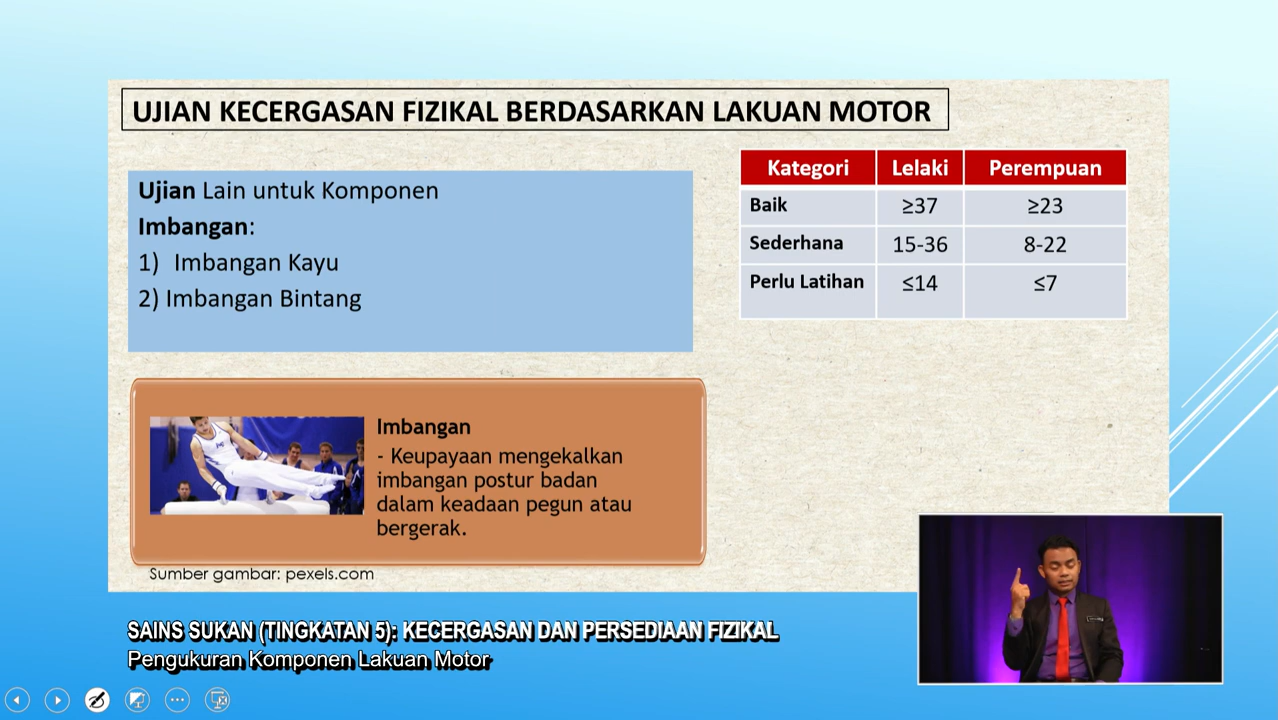 UJIAN KECERGASAN FIZIKAL BERDASARKAN LAKUAN MOTOR
Ujian Lain untuk Komponen
Imbangan:
1) Imbangan Kayu
2) Imbangan Bintang
Kategori Lelaki Perempuan
Baik ≥37 ≥23
Sederhana 15-36 8-22
Perlu Latihan ≤14 ≤7
Imbangan
- Keupayaan mengekalkan
imbangan postur badan
dalam keadaan pegun atau
bergerak.
Sumber gambar: pexels.com
SAINS SUKAN (TINGKATAN 5): KECERGASAN DAN PERSEDIAAN FIZIKAL
Pengukuran Komponen Lakuan Motor